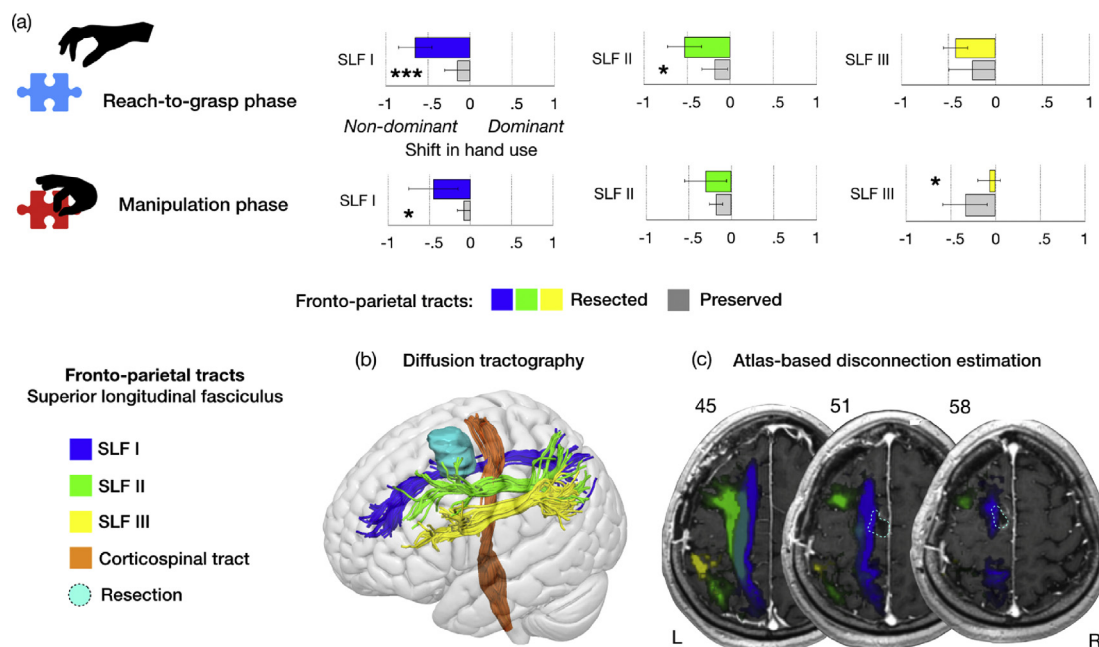 (a)
Reach-to-grasp phase
SLF I
***
-1 -.5 0 .5 1
Non-dominant Dominant
Shift in hand use
SLF II
*
-1 -.5 0 .5 1
SLF III
-1 -.5 0 .5 1
Manipulation phase
SLF I
*
-1 -.5 0 .5 1
SLF II
-1 -.5 0 .5 1
SLF III
*
-1 -.5 0 .5 1
Fronto-parietal tracts: Resected Preserved
Fronto-parietal tracts
Superior longitudinal fasciculus
SLF I
SLF II
SLF III
Corticospinal tract
Resection
(b) Diffusion tractography
(c) Atlas-based disconnection estimation
45 51 58
L R